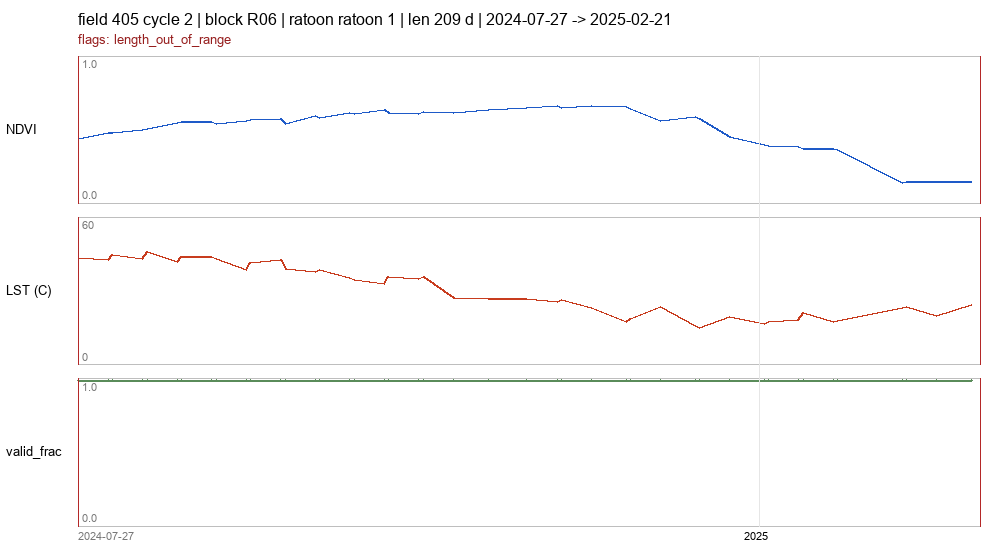 field 405 cycle 2 | block R06 | ratoon ratoon 1 | len 209 d | 2024-07-27 -> 2025-02-21
flags: length_out_of_range
1.0
NDVI
0.0
60
LST (C)
0
1.0
valid_frac
0.0
2024-07-27 2025